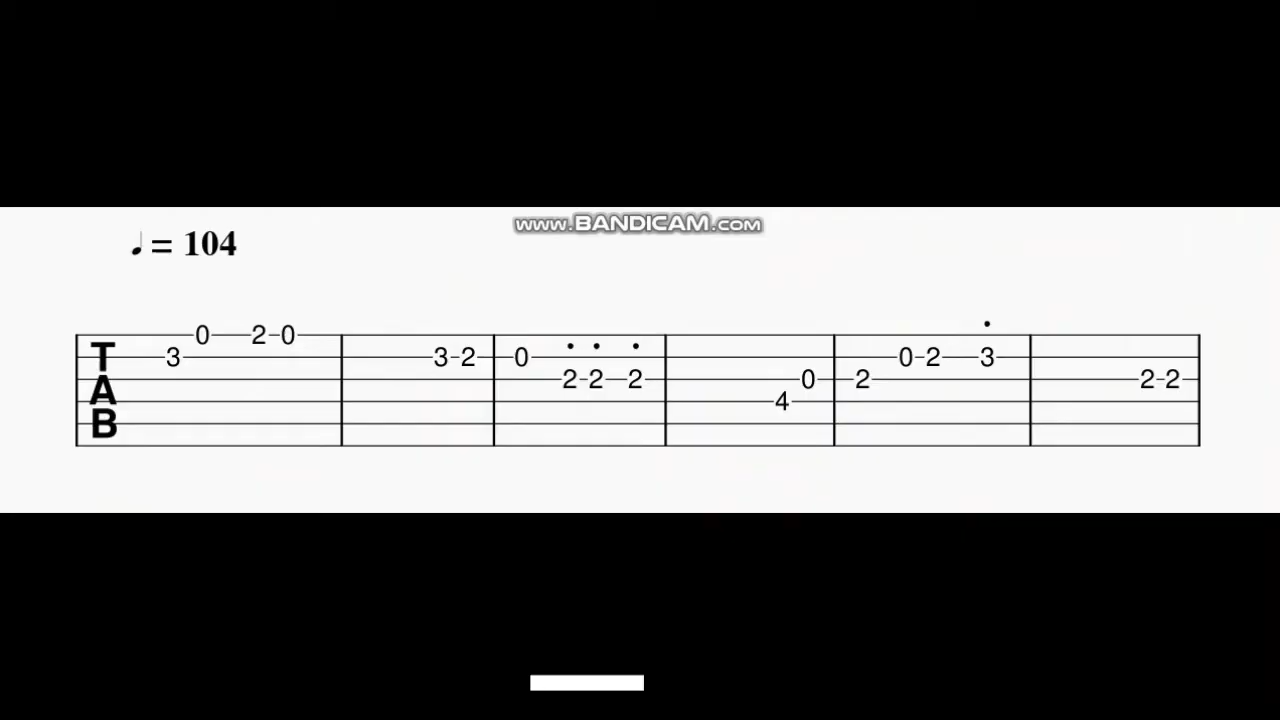 www.BANDICAM.com
♩ = 104
0 2-0
T 3 3-2 0 0-2 3
A 2-2 2 0 2 2-2
4
B